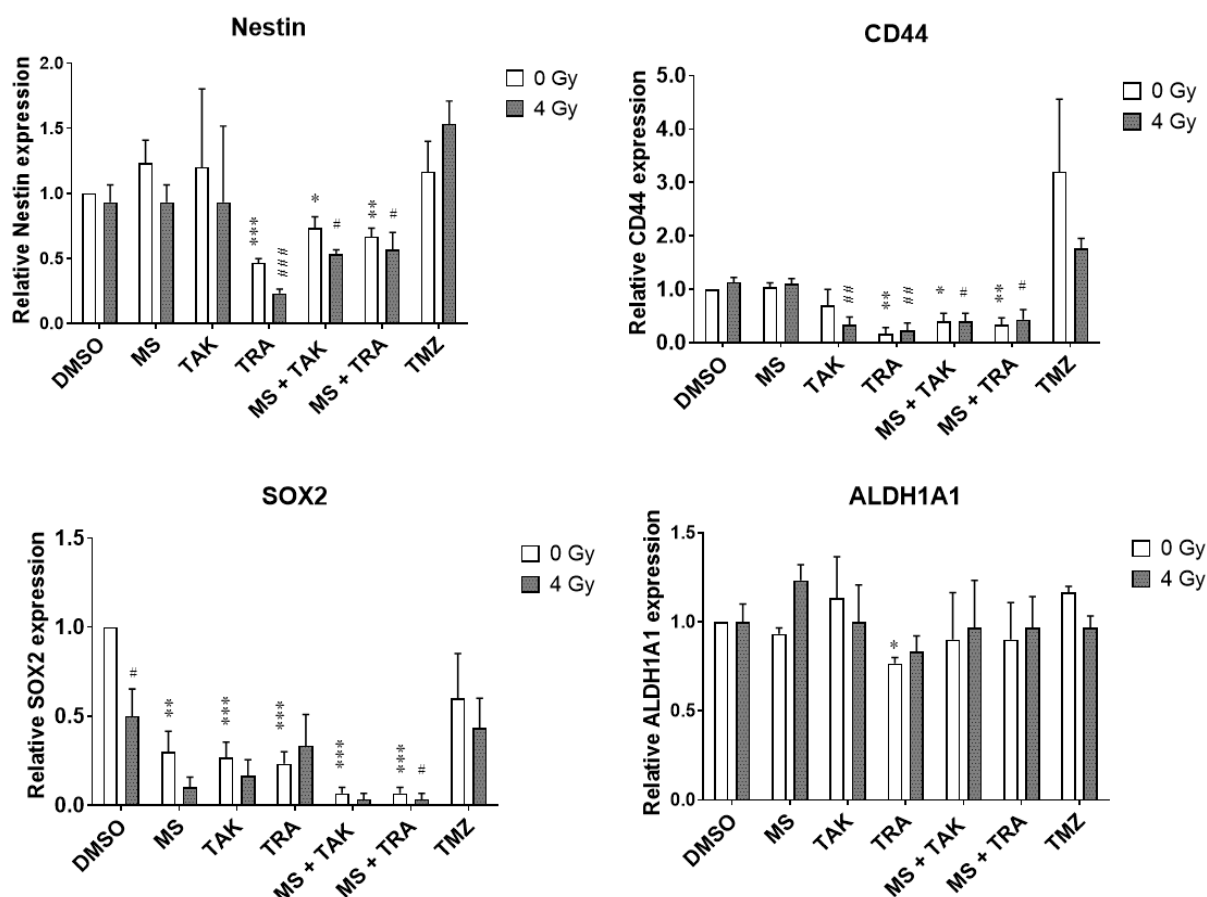 Nestin
Relative Nestin expression
2.0
1.5
1.0
0.5
0.0
0 Gy
4 Gy
***
###
*
#
**
#
DMSO
MS
TAK
TRA
MS + TAK
MS + TRA
TMZ
CD44
Relative CD44 expression
5.0
4.0
3.0
2.0
1.0
0.0
0 Gy
4 Gy
##
**
##
*
#
**
#
DMSO
MS
TAK
TRA
MS + TAK
MS + TRA
TMZ
SOX2
Relative SOX2 expression
1.5
1.0
0.5
0.0
0 Gy
4 Gy
#
**
***
***
***
***
#
DMSO
MS
TAK
TRA
MS + TAK
MS + TRA
TMZ
ALDH1A1
Relative ALDH1A1 expression
1.5
1.0
0.5
0.0
0 Gy
4 Gy
*
DMSO
MS
TAK
TRA
MS + TAK
MS + TRA
TMZ